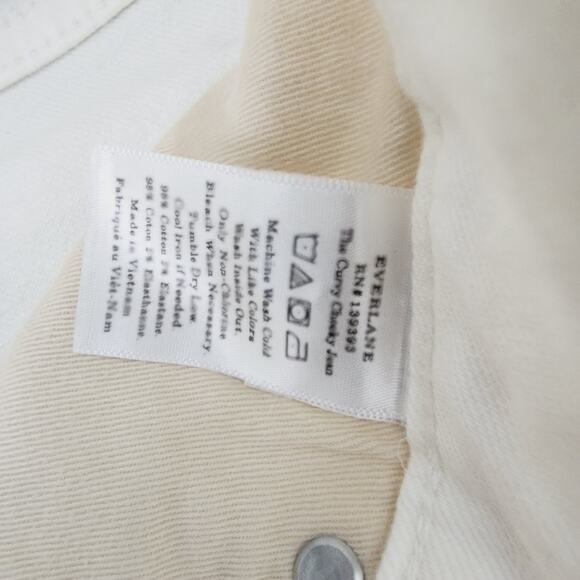 EVERLANE
RN# 139393
The Curvy Cheeky Jean
Machine Wash Cold
With Like Colors
Wash Inside Out.
Only Non-Chlorine
Bleach When Necessary.
Tumble Dry Low.
Cool Iron if Needed
98% Cotton 2% Elastane.
98% Coton 2% Elasthanne.
Made in Vietnam
Fabriqué au Viêt-Nam